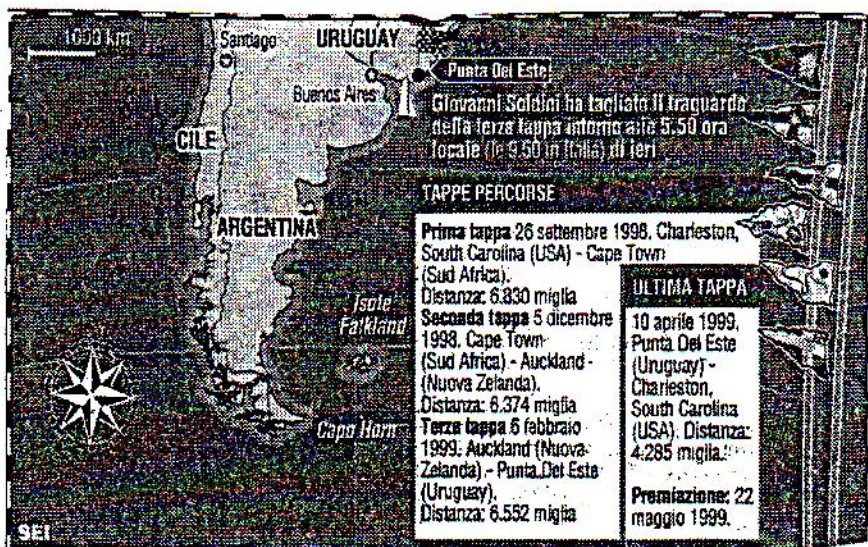 1000 Km
Santiago
URUGUAY
Punta Del Este
Buenos Aires
Giovanni Soldini ha tagliato il traguardo
della terza tappa intorno alle 5.50 ora
locale (le 9.50 in Italia) di ieri
CILE
ARGENTINA
Isole
Falkland
Capo Horn
SEI
TAPPE PERCORSE
Prima tappa 26 settembre 1998. Charleston,
South Carolina (USA) - Cape Town
(Sud Africa).
Distanza: 6.830 miglia
Seconda tappa 5 dicembre
1998. Cape Town
(Sud Africa) - Auckland -
(Nuova Zelanda).
Distanza: 6.374 miglia
Terza tappa 6 febbraio
1999. Auckland (Nuova
Zelanda) - Punta Del Este
(Uruguay).
Distanza: 6.552 miglia
ULTIMA TAPPA
10 aprile 1999.
Punta Del Este
(Uruguay) -
Charleston,
South Carolina
(USA). Distanza:
4.285 miglia.
Premiazione: 22
maggio 1999.